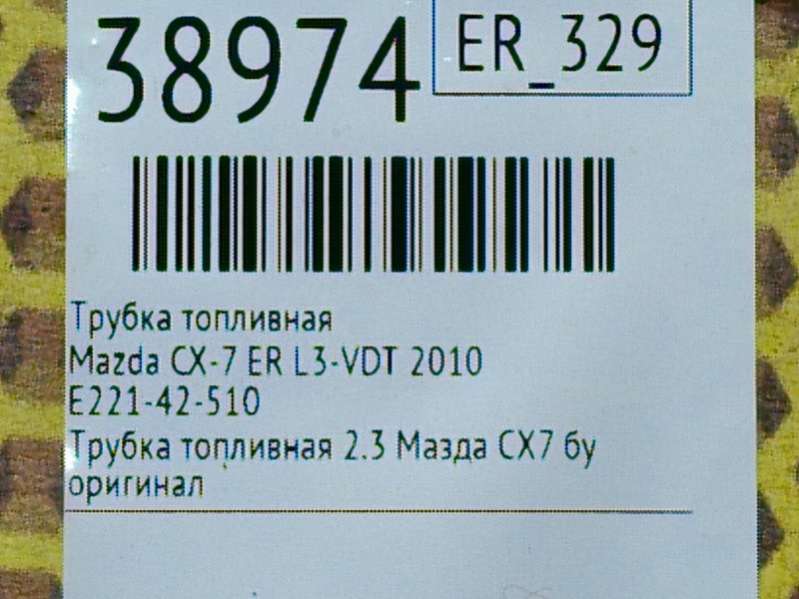 38974
ER_329
Трубка топливная
Mazda CX-7 ER L3-VDT 2010
E221-42-510
Трубка топливная 2.3 Мазда СХ7 бу
оригинал